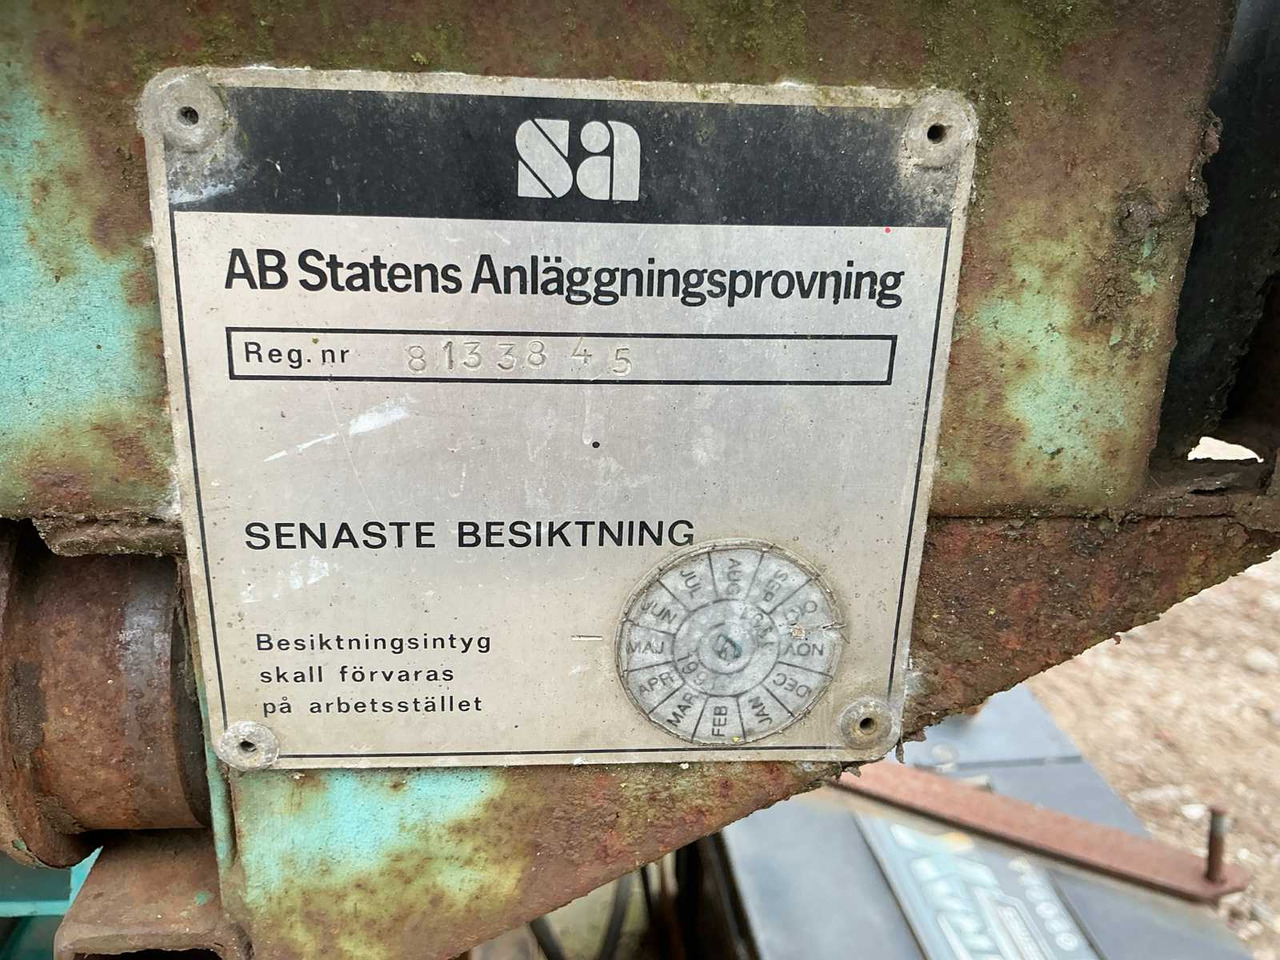 sa
AB Statens Anläggningsprovning
Reg. nr 8133845
SENASTE BESIKTNING
Besiktningsintyg
skall förvaras
på arbetsstället
JAN FEB MAR APR MAJ JUN JUL AUG SEP OKT NOV DEC